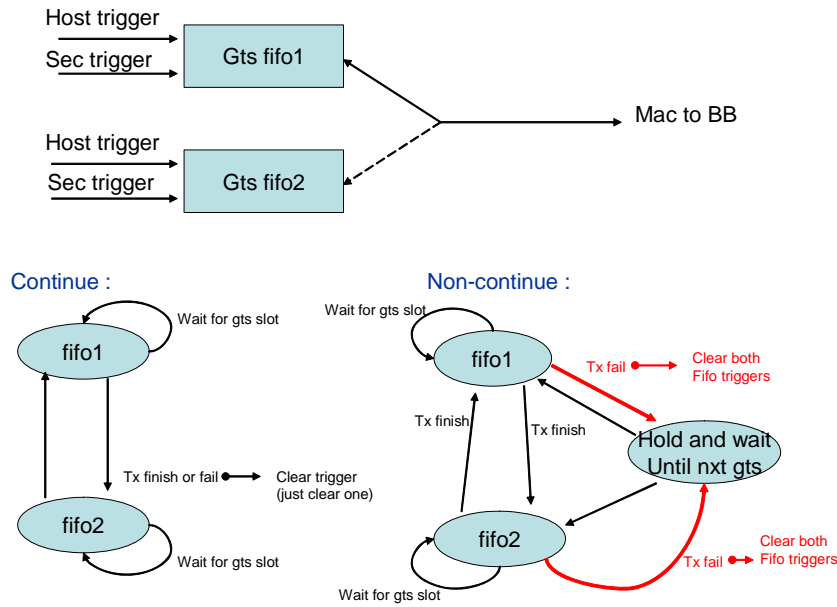 Host trigger
Sec trigger
Gts fifo1
Mac to BB
Host trigger
Sec trigger
Gts fifo2
Continue :
Wait for gts slot
fifo1
Tx finish or fail
Clear trigger
(just clear one)
fifo2
Wait for gts slot
Non-continue :
Wait for gts slot
fifo1
Tx fail
Clear both
Fifo triggers
Tx finish
Tx finish
Hold and wait
Until nxt gts
fifo2
Wait for gts slot
Tx fail
Clear both
Fifo triggers